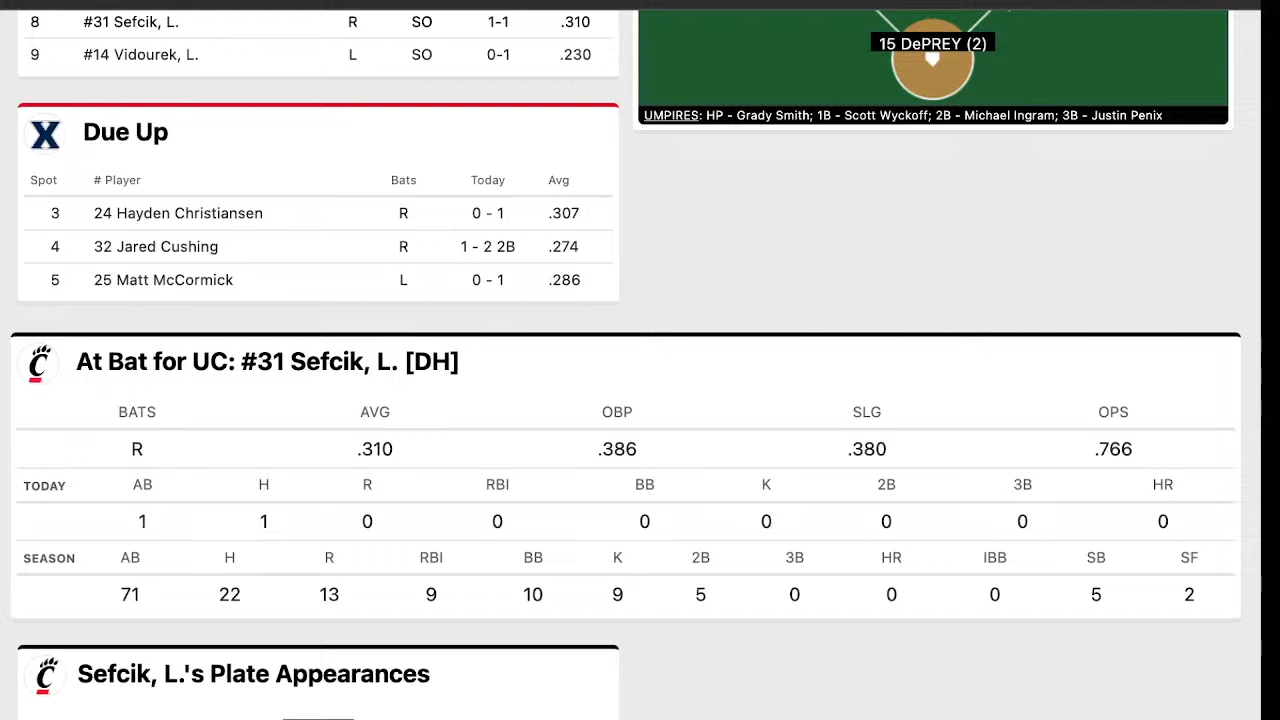 8 #31 Sefcik, L. R SO 1-1 .310
9 #14 Vidourek, L. L SO 0-1 .230
15 DePREY (2)
UMPIRES: HP - Grady Smith; 1B - Scott Wyckoff; 2B - Michael Ingram; 3B - Justin Penix
X Due Up
Spot # Player Bats Today Avg
3 24 Hayden Christiansen R 0 - 1 .307
4 32 Jared Cushing R 1 - 2 2B .274
5 25 Matt McCormick L 0 - 1 .286
C At Bat for UC: #31 Sefcik, L. [DH]
BATS AVG OBP SLG OPS
R .310 .386 .380 .766
TODAY AB H R RBI BB K 2B 3B HR
1 1 0 0 0 0 0 0 0
SEASON AB H R RBI BB K 2B 3B HR IBB SB SF
71 22 13 9 10 9 5 0 0 0 5 2
C Sefcik, L.'s Plate Appearances